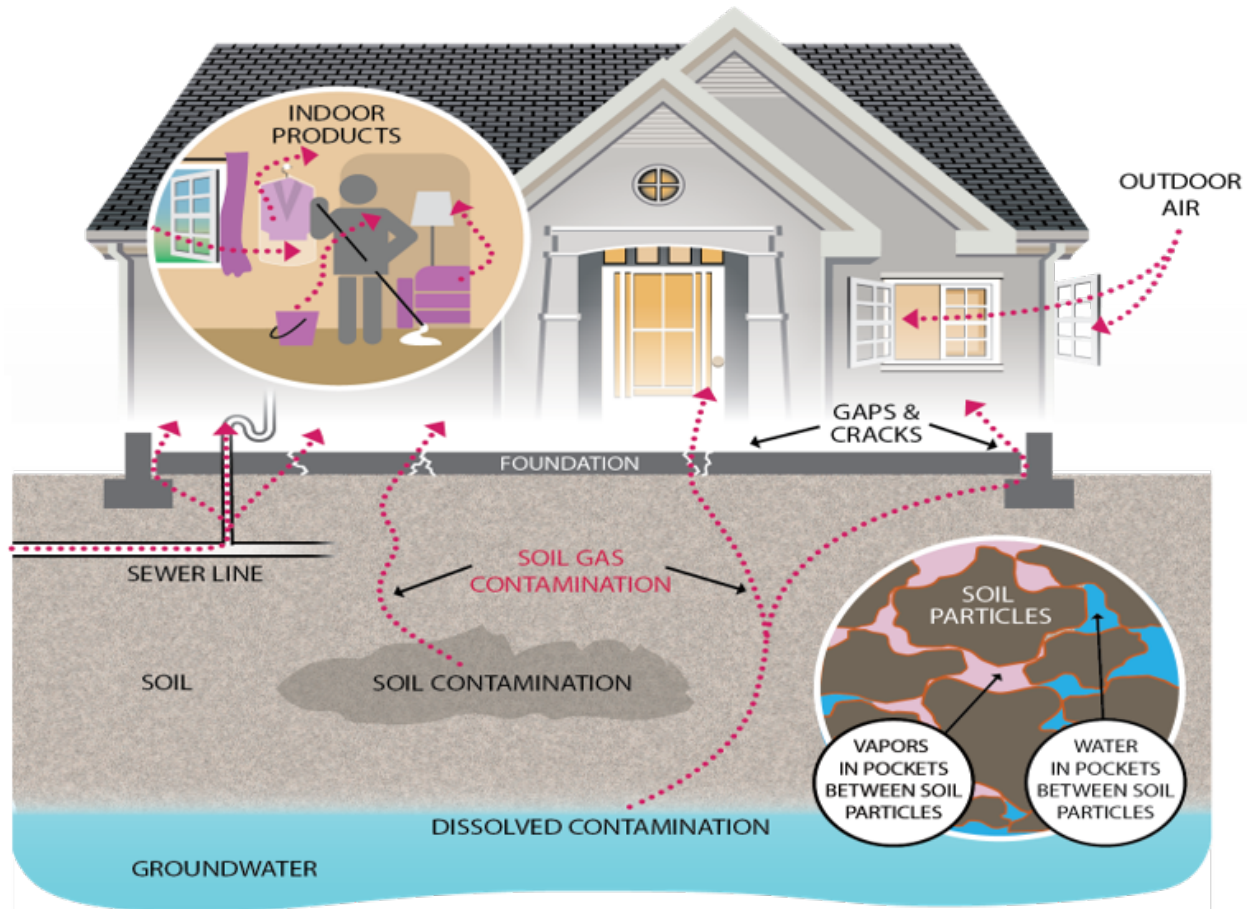 INDOOR
PRODUCTS
OUTDOOR
AIR
GAPS &
CRACKS
FOUNDATION
SEWER LINE
SOIL GAS
CONTAMINATION
SOIL
PARTICLES
SOIL
SOIL CONTAMINATION
VAPORS
IN POCKETS
BETWEEN SOIL
PARTICLES
WATER
IN POCKETS
BETWEEN SOIL
PARTICLES
DISSOLVED CONTAMINATION
GROUNDWATER